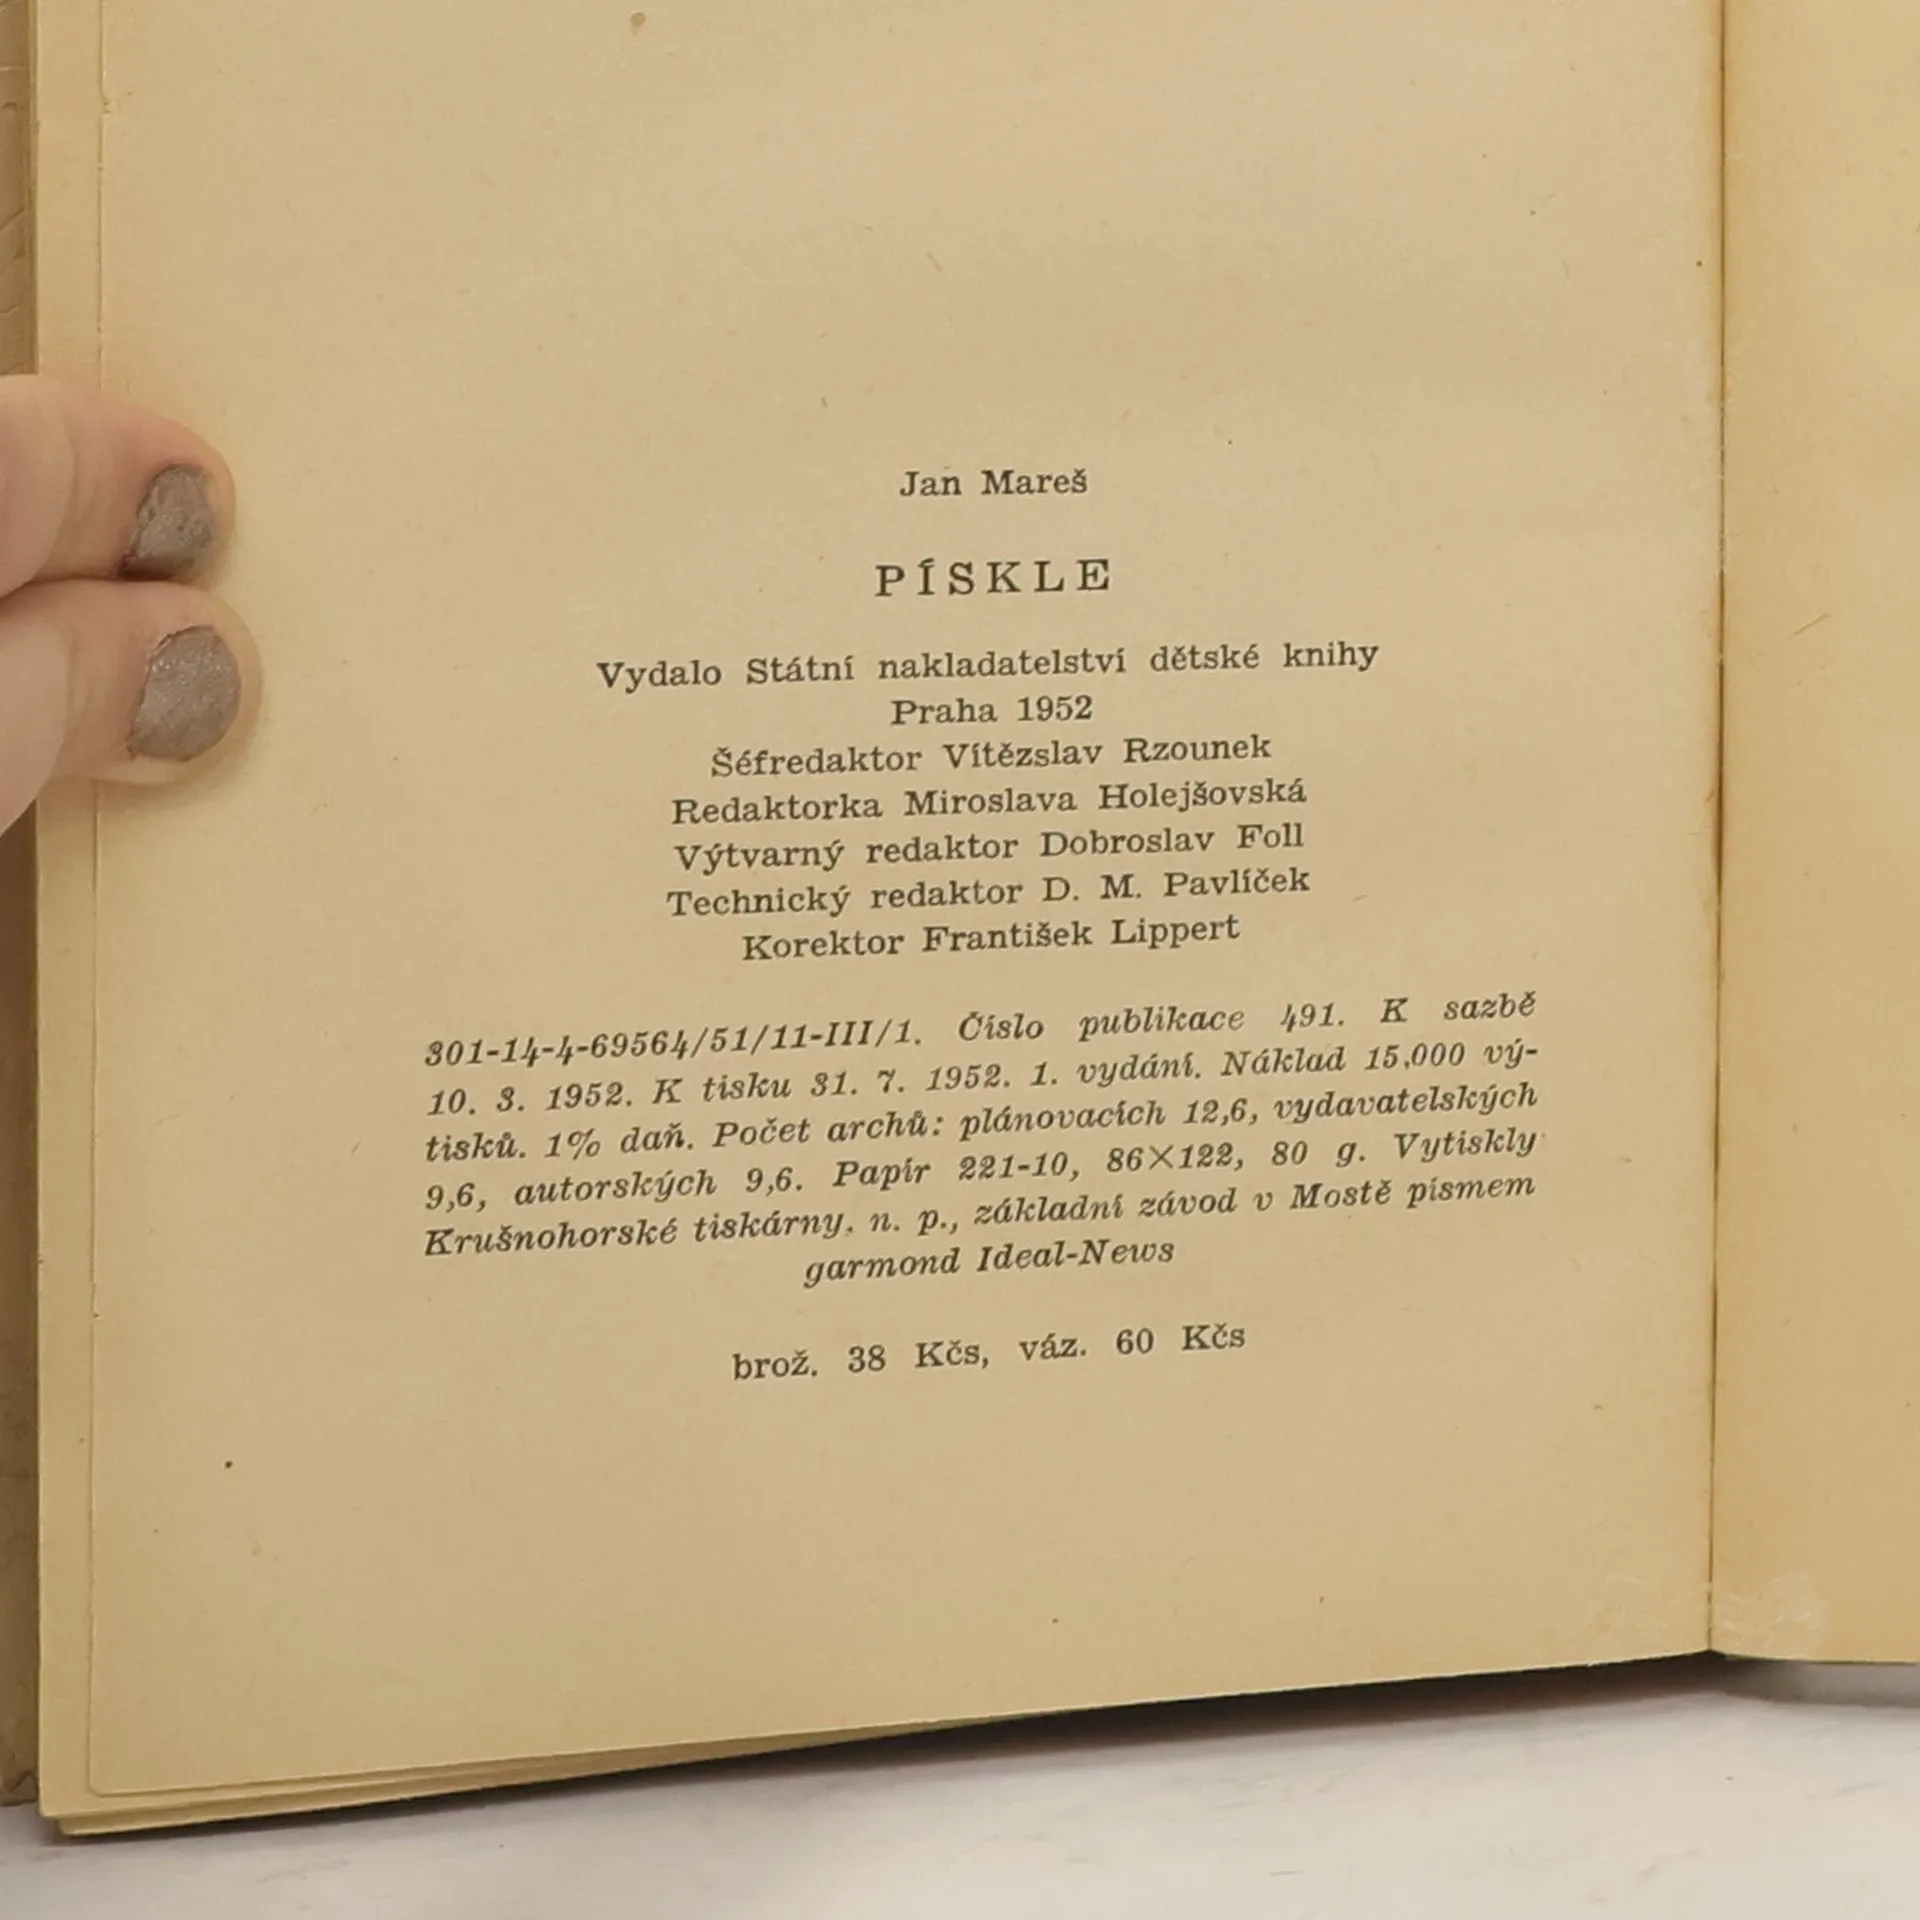 Jan Mareš
PÍSKLE
Vydalo Státní nakladatelství dětské knihy
Praha 1952
Šéfredaktor Vítězslav Rzounek
Redaktorka Miroslava Holejšovská
Výtvarný redaktor Dobroslav Foll
Technický redaktor D. M. Pavlíček
Korektor František Lippert
301-14-4-69564/51/11-III/1. Číslo publikace 491. K sazbě
10. 3. 1952. K tisku 31. 7. 1952. 1. vydání. Náklad 15.000 vý-
tisků. 1% daň. Počet archů: plánovacích 12,6, vydavatelských
9,6, autorských 9,6. Papír 221-10, 86×122, 80 g. Vytiskly
Krušnohorské tiskárny, n. p., základní závod v Mostě písmem
garmond Ideal-News
brož. 38 Kčs, váz. 60 Kčs